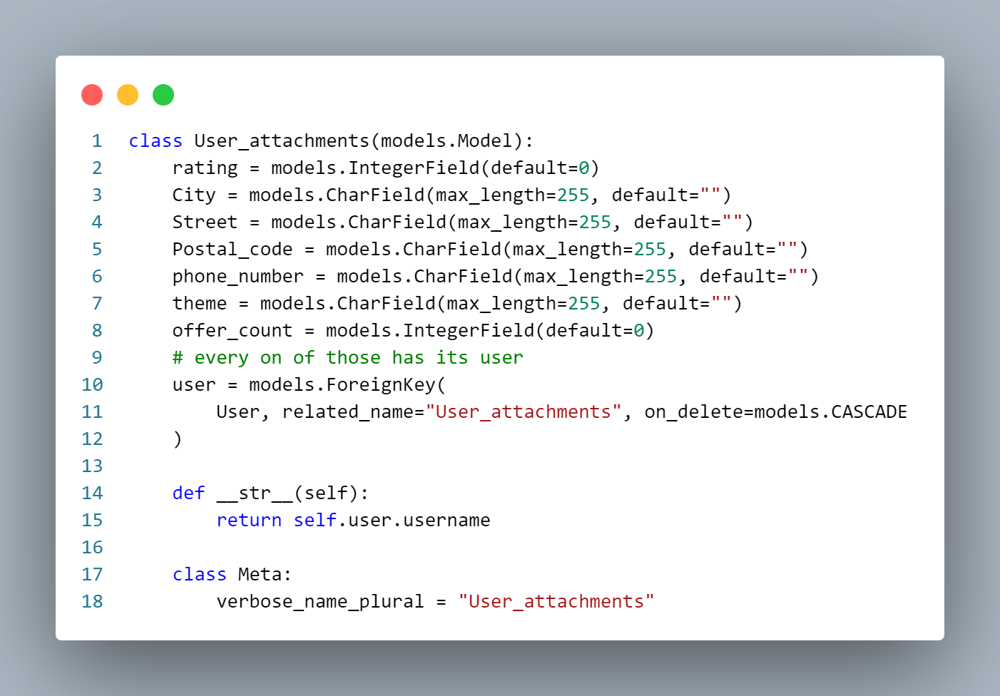 1 class User_attachments(models.Model):
2     rating = models.IntegerField(default=0)
3     City = models.CharField(max_length=255, default="")
4     Street = models.CharField(max_length=255, default="")
5     Postal_code = models.CharField(max_length=255, default="")
6     phone_number = models.CharField(max_length=255, default="")
7     theme = models.CharField(max_length=255, default="")
8     offer_count = models.IntegerField(default=0)
9     # every on of those has its user
10     user = models.ForeignKey(
11         User, related_name="User_attachments", on_delete=models.CASCADE
12     )
13
14     def __str__(self):
15         return self.user.username
16
17     class Meta:
18         verbose_name_plural = "User_attachments"